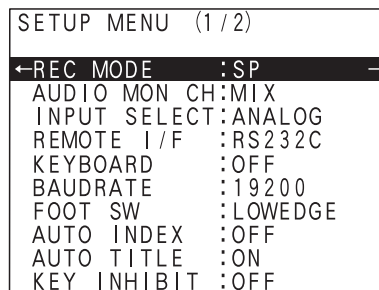 SETUP MENU (1/2)
←REC MODE :SP
AUDIO MON CH:MIX
INPUT SELECT:ANALOG
REMOTE I/F :RS232C
KEYBOARD :OFF
BAUDRATE :19200
FOOT SW :LOWEDGE
AUTO INDEX :OFF
AUTO TITLE :ON
KEY INHIBIT :OFF